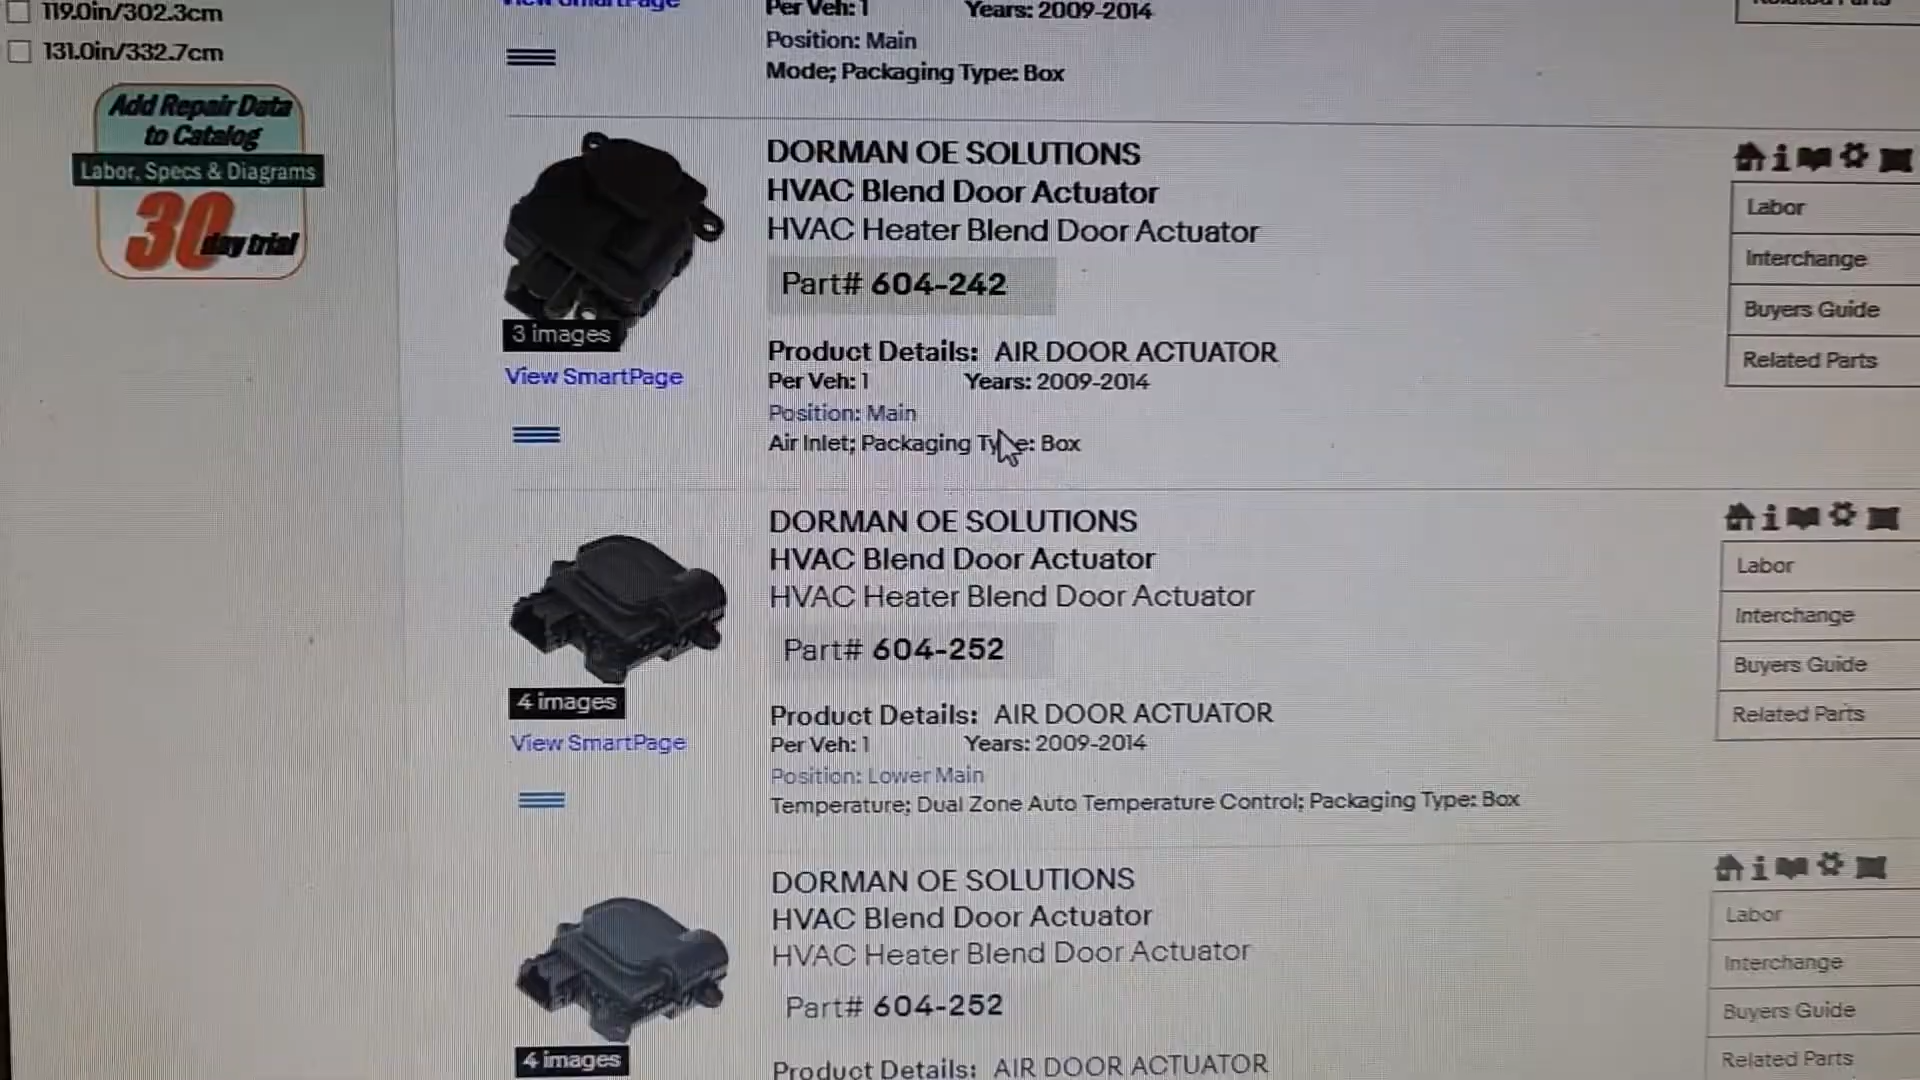 119.0in/302.3cm
131.0in/332.7cm
Add Repair Data
to Catalog
Labor, Specs & Diagrams
30
day trial
View SmartPage
Per Veh: 1 Years: 2009-2014
Position: Main
Mode; Packaging Type: Box
Related Parts
DORMAN OE SOLUTIONS
HVAC Blend Door Actuator
HVAC Heater Blend Door Actuator
Part# 604-242
3 images
View SmartPage
Product Details: AIR DOOR ACTUATOR
Per Veh: 1 Years: 2009-2014
Position: Main
Air Inlet; Packaging Type: Box
Labor
Interchange
Buyers Guide
Related Parts
DORMAN OE SOLUTIONS
HVAC Blend Door Actuator
HVAC Heater Blend Door Actuator
Part# 604-252
4 images
View SmartPage
Product Details: AIR DOOR ACTUATOR
Per Veh: 1 Years: 2009-2014
Position: Lower Main
Temperature; Dual Zone Auto Temperature Control; Packaging Type: Box
Labor
Interchange
Buyers Guide
Related Parts
DORMAN OE SOLUTIONS
HVAC Blend Door Actuator
HVAC Heater Blend Door Actuator
Part# 604-252
4 images
Product Details: AIR DOOR ACTUATOR
Labor
Interchange
Buyers Guide
Related Parts